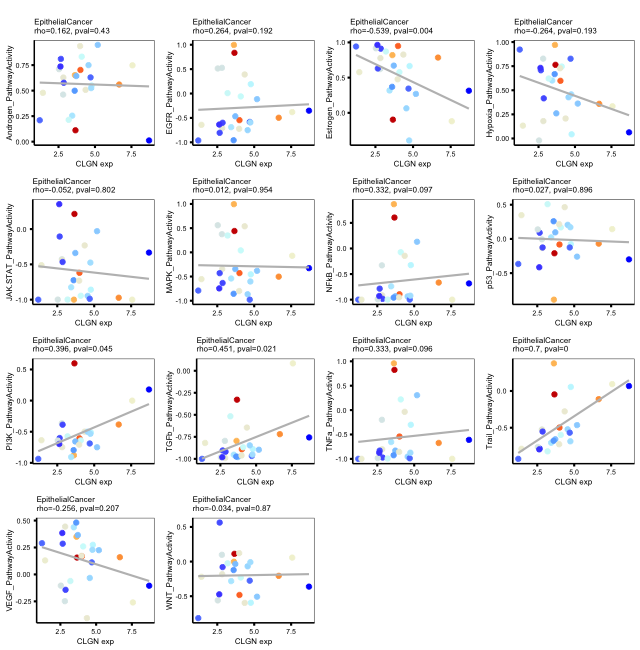 EpithelialCancer
rho=0.162, pval=0.43
Androgen_PathwayActivity
0.75
0.50
0.25
0.00
2.5
5.0
7.5
CLGN exp
EpithelialCancer
rho=0.264, pval=0.192
EGFR_PathwayActivity
1.0
0.5
0.0
-0.5
-1.0
2.5
5.0
7.5
CLGN exp
EpithelialCancer
rho=-0.539, pval=0.004
Estrogen_PathwayActivity
1.0
0.5
0.0
2.5
5.0
7.5
CLGN exp
EpithelialCancer
rho=-0.264, pval=0.193
Hypoxia_PathwayActivity
1.00
0.75
0.50
0.25
0.00
2.5
5.0
7.5
CLGN exp
EpithelialCancer
rho=-0.052, pval=0.802
JAK-STAT_PathwayActivity
0.0
-0.5
-1.0
2.5
5.0
7.5
CLGN exp
EpithelialCancer
rho=0.012, pval=0.954
MAPK_PathwayActivity
1.0
0.5
0.0
-0.5
-1.0
2.5
5.0
7.5
CLGN exp
EpithelialCancer
rho=0.332, pval=0.097
NFkB_PathwayActivity
0.5
0.0
-0.5
-1.0
2.5
5.0
7.5
CLGN exp
EpithelialCancer
rho=0.027, pval=0.896
p53_PathwayActivity
0.5
0.0
-0.5
2.5
5.0
7.5
CLGN exp
EpithelialCancer
rho=0.396, pval=0.045
PI3K_PathwayActivity
0.5
0.0
-0.5
-1.0
2.5
5.0
7.5
CLGN exp
EpithelialCancer
rho=0.451, pval=0.021
TGFb_PathwayActivity
0.00
-0.25
-0.50
-0.75
-1.00
2.5
5.0
7.5
CLGN exp
EpithelialCancer
rho=0.333, pval=0.096
TNFa_PathwayActivity
1.0
0.5
0.0
-0.5
-1.0
2.5
5.0
7.5
CLGN exp
EpithelialCancer
rho=0.7, pval=0
Trail_PathwayActivity
0.0
-0.5
2.5
5.0
7.5
CLGN exp
EpithelialCancer
rho=-0.256, pval=0.207
VEGF_PathwayActivity
0.50
0.25
0.00
-0.25
2.5
5.0
7.5
CLGN exp
EpithelialCancer
rho=-0.034, pval=0.87
WNT_PathwayActivity
0.5
0.0
-0.5
2.5
5.0
7.5
CLGN exp